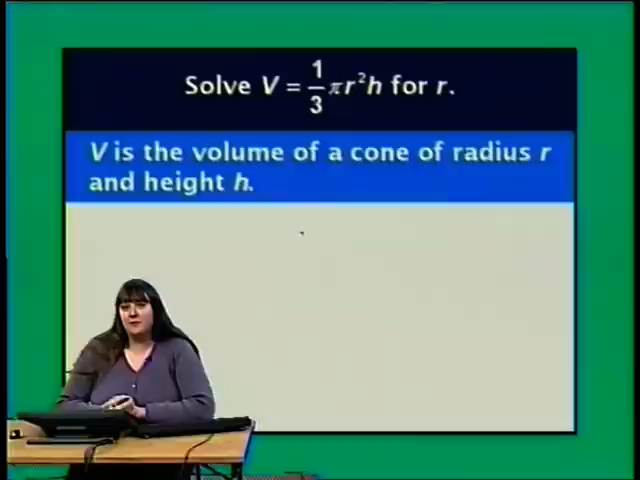 Solve V = 1/3 πr²h for r.
V is the volume of a cone of radius r
and height h.